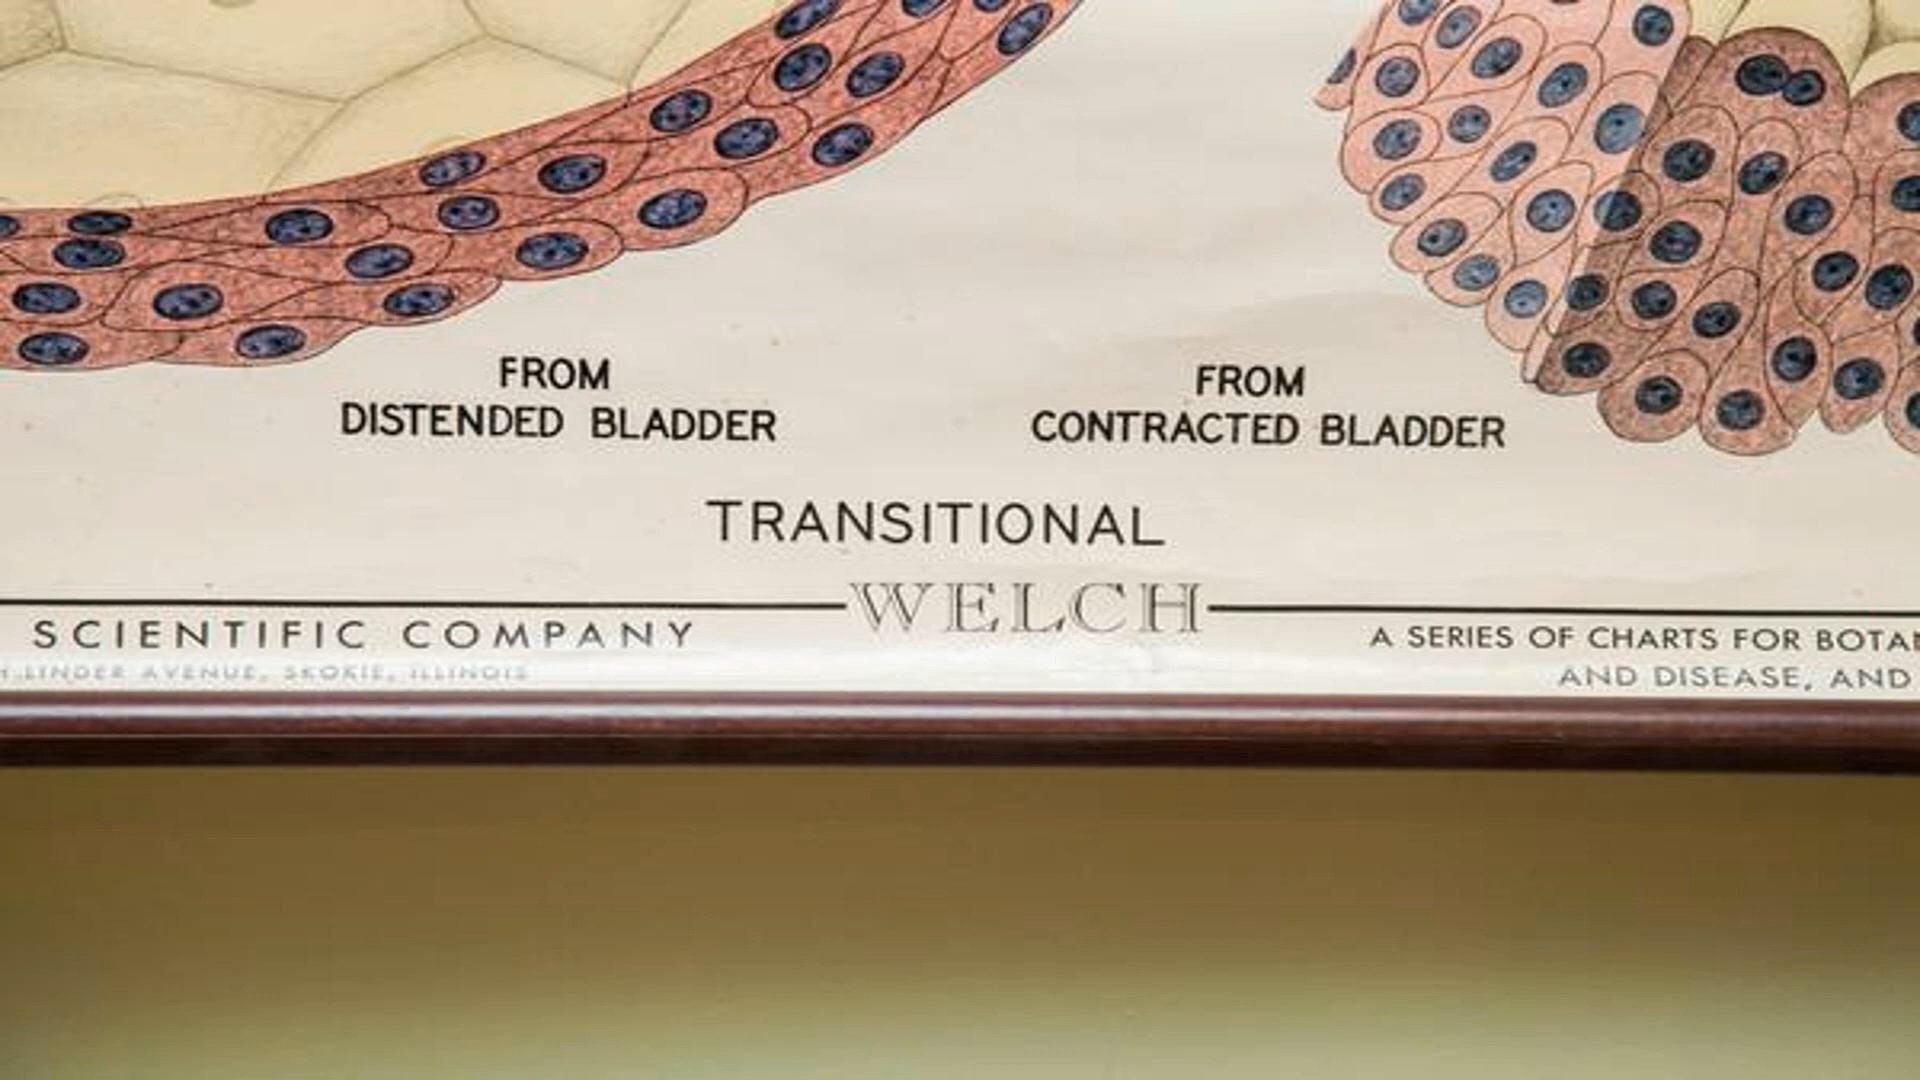 FROM
DISTENDED BLADDER
FROM
CONTRACTED BLADDER
TRANSITIONAL
WELCH
SCIENTIFIC COMPANY
LINDER AVENUE, SKOKIE, ILLINOIS
A SERIES OF CHARTS FOR
AND DISEASE, AND